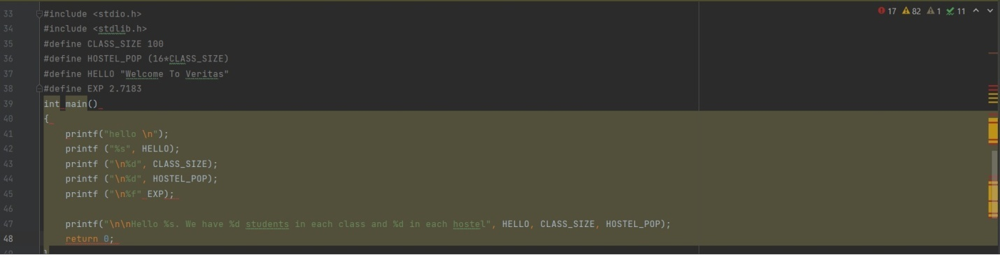 17 82 1 11
33 #include <stdio.h>
34 #include <stdlib.h>
35 #define CLASS_SIZE 100
36 #define HOSTEL_POP (16*CLASS_SIZE)
37 #define HELLO "Welcome To Veritas"
38 #define EXP 2.7183
39 int main()
40 {
41 printf("hello \n");
42 printf ("%s", HELLO);
43 printf ("\n%d", CLASS_SIZE);
44 printf ("\n%d", HOSTEL_POP);
45 printf ("\n%f" EXP);
46
47 printf("\n\nHello %s. We have %d students in each class and %d in each hostel", HELLO, CLASS_SIZE, HOSTEL_POP);
48 return 0;
49 }